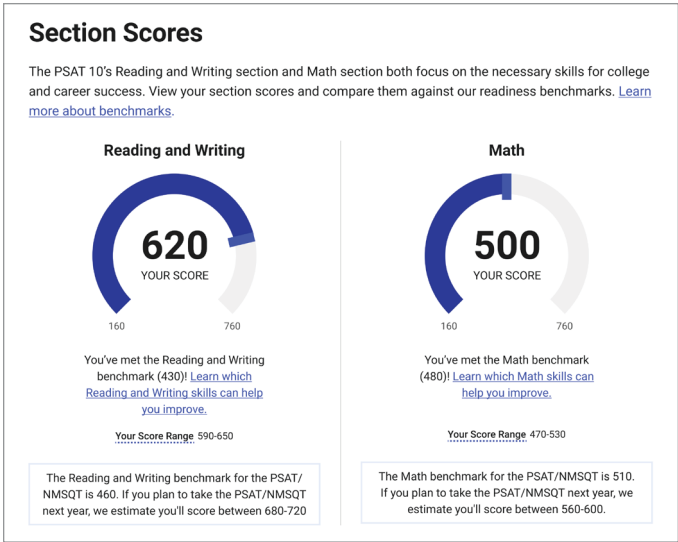 Section Scores
The PSAT 10’s Reading and Writing section and Math section both focus on the necessary skills for college
and career success. View your section scores and compare them against our readiness benchmarks. Learn
more about benchmarks.
Reading and Writing
620
YOUR SCORE
160
760
You’ve met the Reading and Writing
benchmark (430)! Learn which
Reading and Writing skills can help
you improve.
Your Score Range 590-650
The Reading and Writing benchmark for the PSAT/
NMSQT is 460. If you plan to take the PSAT/NMSQT
next year, we estimate you'll score between 680-720
Math
500
YOUR SCORE
160
760
You’ve met the Math benchmark
(480)! Learn which Math skills can
help you improve.
Your Score Range 470-530
The Math benchmark for the PSAT/NMSQT is 510.
If you plan to take the PSAT/NMSQT next year, we
estimate you'll score between 560-600.